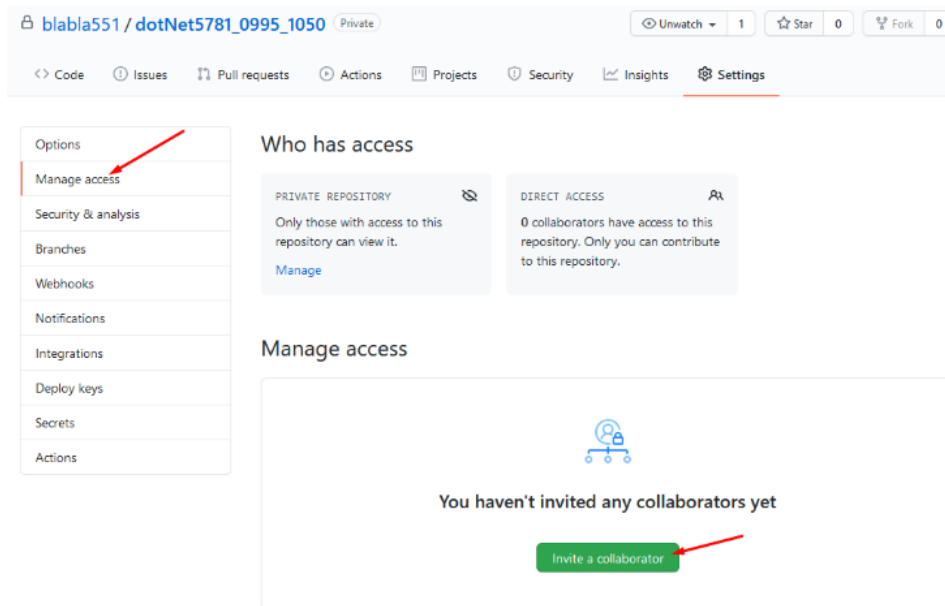 blabla551 / dotNet5781_0995_1050 Private
Unwatch 1 Star 0 Fork 0
Code Issues Pull requests Actions Projects Security Insights Settings
Options
Manage access
Security & analysis
Branches
Webhooks
Notifications
Integrations
Deploy keys
Secrets
Actions
Who has access
PRIVATE REPOSITORY
Only those with access to this
repository can view it.
Manage
DIRECT ACCESS
0 collaborators have access to this
repository. Only you can contribute
to this repository.
Manage access
You haven't invited any collaborators yet
Invite a collaborator